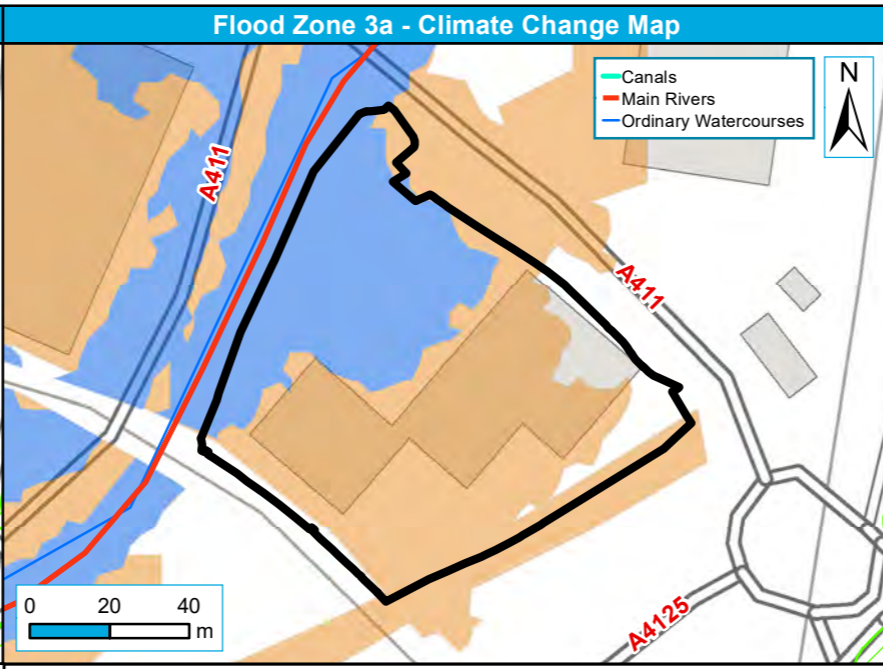 Flood Zone 3a - Climate Change Map
Canals
Main Rivers
Ordinary Watercourses
N
A411
A411
A4125
0 20 40
m